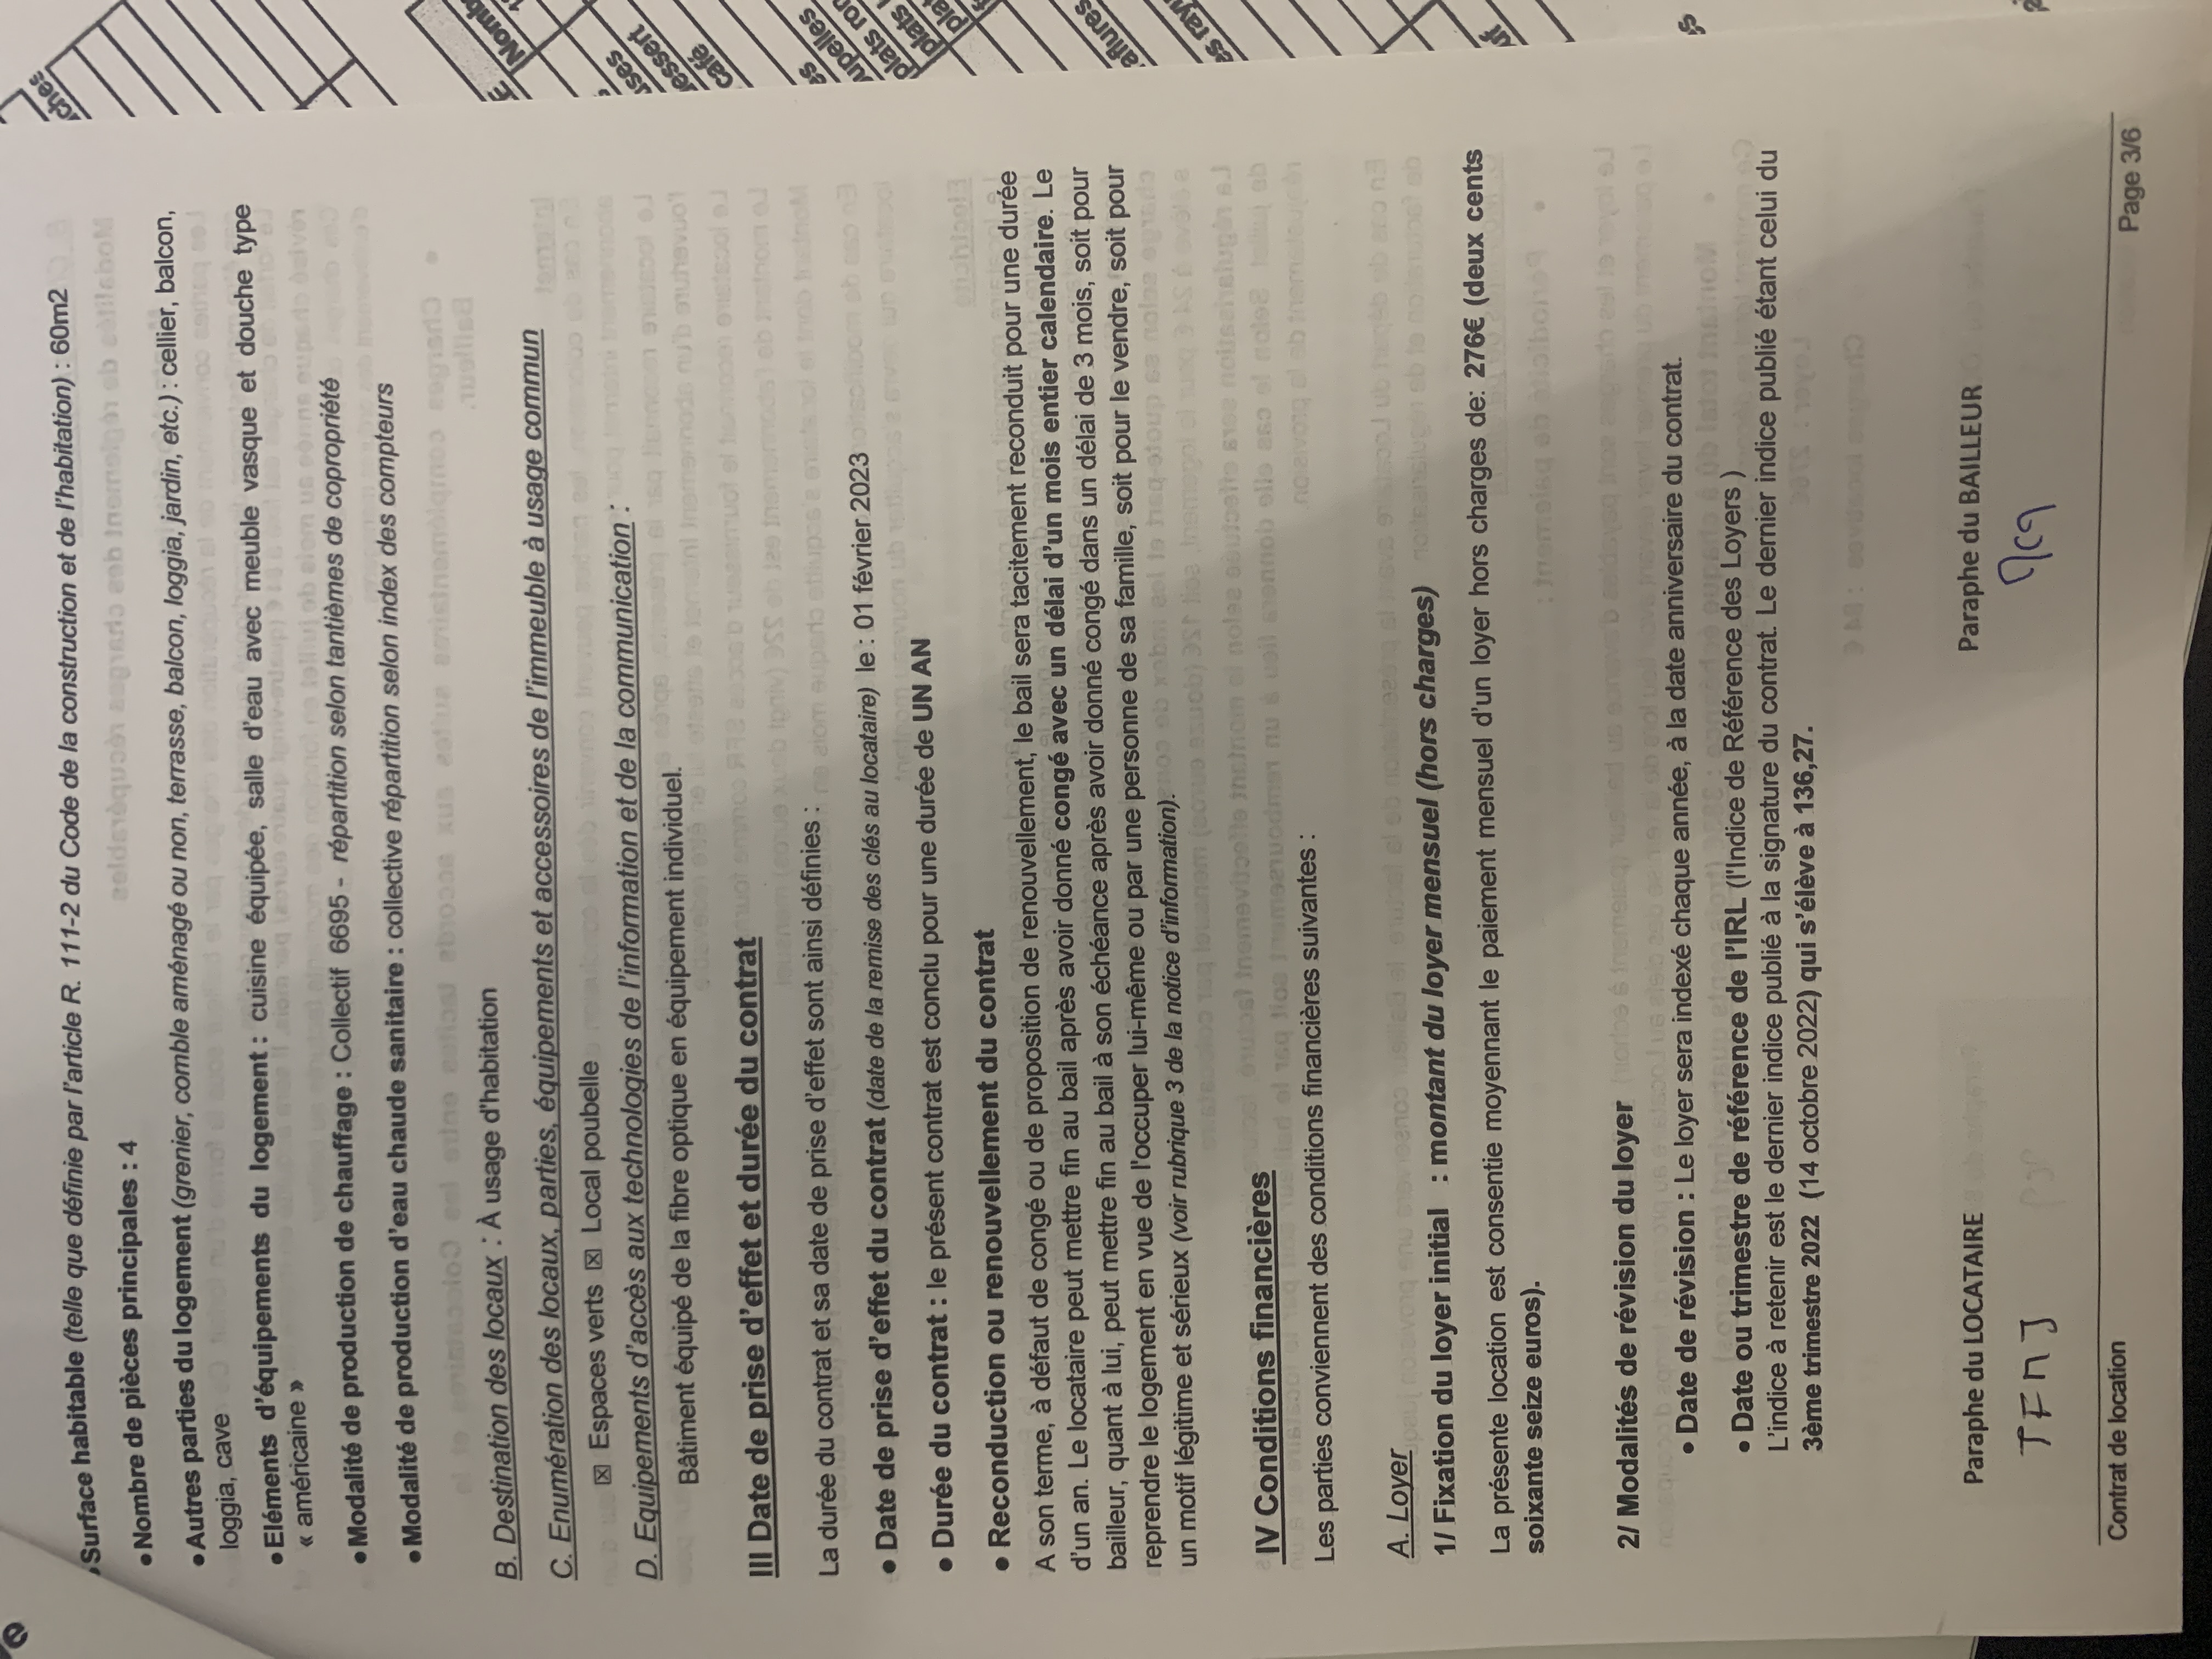 •Surface habitable (telle que définie par l'article R. 111-2 du Code de la construction et de l'habitation) : 60m2
• Nombre de pièces principales : 4
• Autres parties du logement (grenier, comble aménagé ou non, terrasse, balcon, loggia, jardin, etc.) : cellier, balcon,
loggia, cave
• Eléments d'équipements du logement : cuisine équipée, salle d'eau avec meuble vasque et douche type
« américaine »
• Modalité de production de chauffage : Collectif 6695 - répartition selon tantièmes de copropriété
• Modalité de production d'eau chaude sanitaire : collective répartition selon index des compteurs
B. Destination des locaux : À usage d'habitation
C. Enumération des locaux, parties, équipements et accessoires de l'immeuble à usage commun
☒ Espaces verts ☒ Local poubelle
D. Equipements d'accès aux technologies de l'information et de la communication :
Bâtiment équipé de la fibre optique en équipement individuel.
III Date de prise d'effet et durée du contrat
La durée du contrat et sa date de prise d'effet sont ainsi définies :
• Date de prise d'effet du contrat (date de la remise des clés au locataire) le : 01 février 2023
• Durée du contrat : le présent contrat est conclu pour une durée de UN AN
• Reconduction ou renouvellement du contrat
A son terme, à défaut de congé ou de proposition de renouvellement, le bail sera tacitement reconduit pour une durée
d'un an. Le locataire peut mettre fin au bail après avoir donné congé avec un délai d'un mois entier calendaire. Le
bailleur, quant à lui, peut mettre fin au bail à son échéance après avoir donné congé dans un délai de 3 mois, soit pour
reprendre le logement en vue de l'occuper lui-même ou par une personne de sa famille, soit pour le vendre, soit pour
un motif légitime et sérieux (voir rubrique 3 de la notice d'information).
IV Conditions financières
Les parties conviennent des conditions financières suivantes :
A. Loyer
1/ Fixation du loyer initial : montant du loyer mensuel (hors charges)
La présente location est consentie moyennant le paiement mensuel d'un loyer hors charges de: 276€ (deux cents
soixante seize euros).
2/ Modalités de révision du loyer
• Date de révision : Le loyer sera indexé chaque année, à la date anniversaire du contrat.
• Date ou trimestre de référence de l'IRL (l'Indice de Référence des Loyers )
L'indice à retenir est le dernier indice publié à la signature du contrat. Le dernier indice publié étant celui du
3ème trimestre 2022 (14 octobre 2022) qui s'élève à 136,27.
Paraphe du LOCATAIRE
Paraphe du BAILLEUR
TFMJ
Contrat de location
Page 3/6
dessert
café